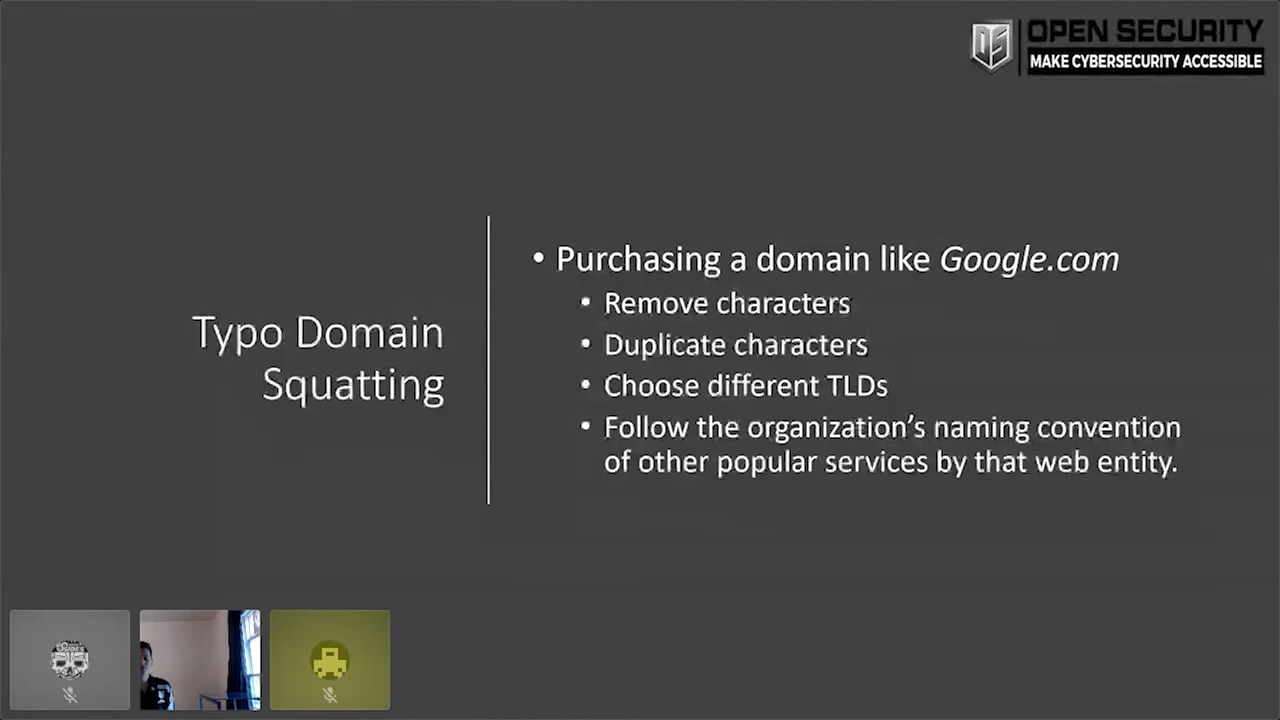 OPEN SECURITY
MAKE CYBERSECURITY ACCESSIBLE
Typo Domain
Squatting
• Purchasing a domain like Google.com
• Remove characters
• Duplicate characters
• Choose different TLDs
• Follow the organization’s naming convention
of other popular services by that web entity.